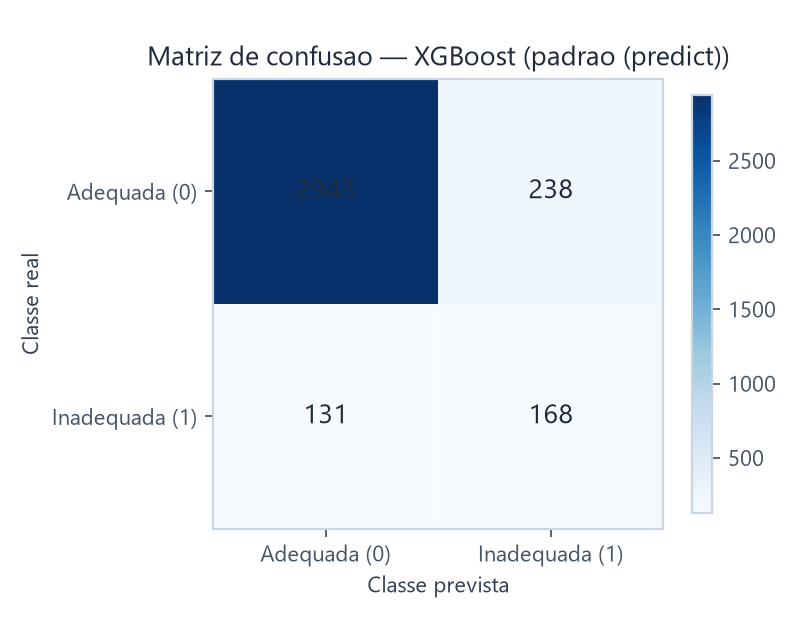 Matriz de confusao — XGBoost (padrao (predict))
Classe real
Adequada (0)
2943
238
Inadequada (1)
131
168
Adequada (0)
Inadequada (1)
Classe prevista
2500
2000
1500
1000
500